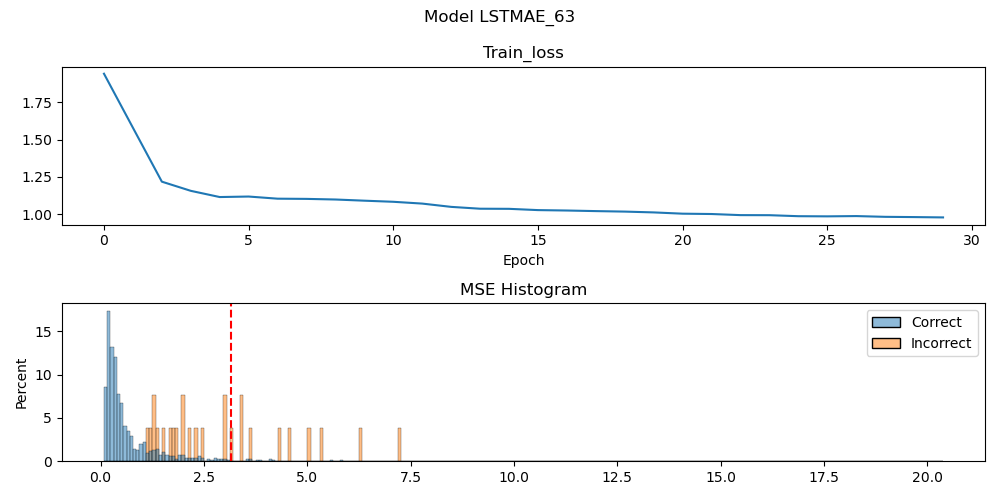 Model LSTMAE_63
Train_loss
1.75
1.50
1.25
1.00
0 5 10 15 20 25 30
Epoch
MSE Histogram
Correct
Incorrect
Percent
15
10
5
0
0.0 2.5 5.0 7.5 10.0 12.5 15.0 17.5 20.0